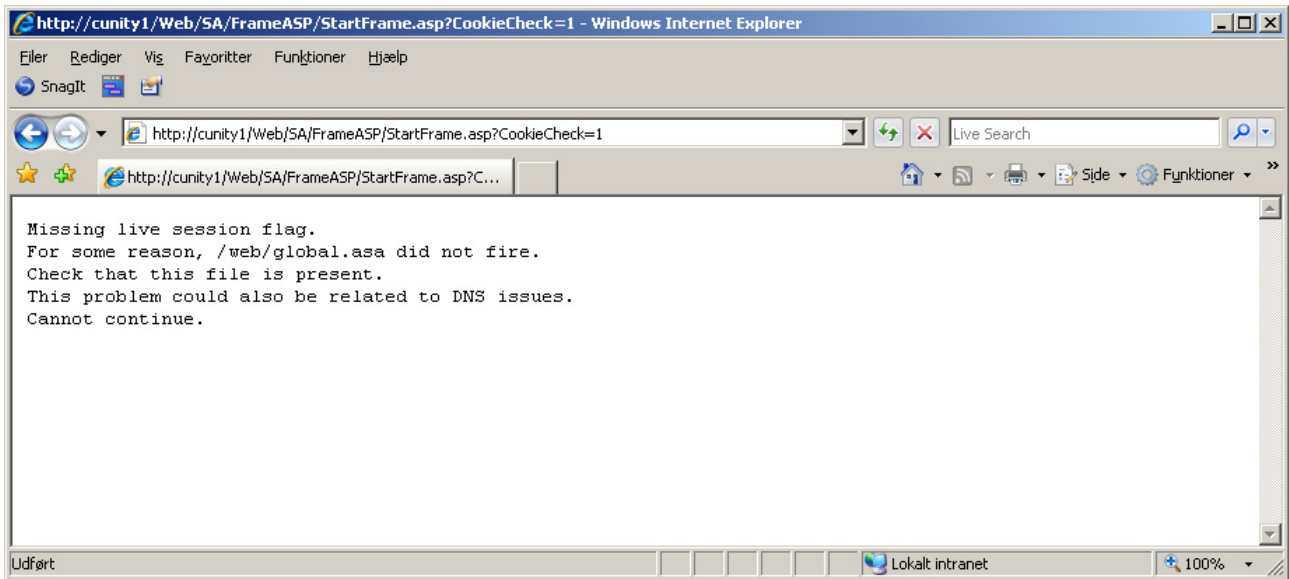 http://cunity1/Web/SA/FrameASP/StartFrame.asp?CookieCheck=1 - Windows Internet Explorer
Filer Rediger Vis Favoritter Funktioner Hjælp
SnagIt
http://cunity1/Web/SA/FrameASP/StartFrame.asp?CookieCheck=1 Live Search
http://cunity1/Web/SA/FrameASP/StartFrame.asp?C... Side Funktioner »
Missing live session flag.
For some reason, /web/global.asa did not fire.
Check that this file is present.
This problem could also be related to DNS issues.
Cannot continue.
Udført Lokalt intranet 100%